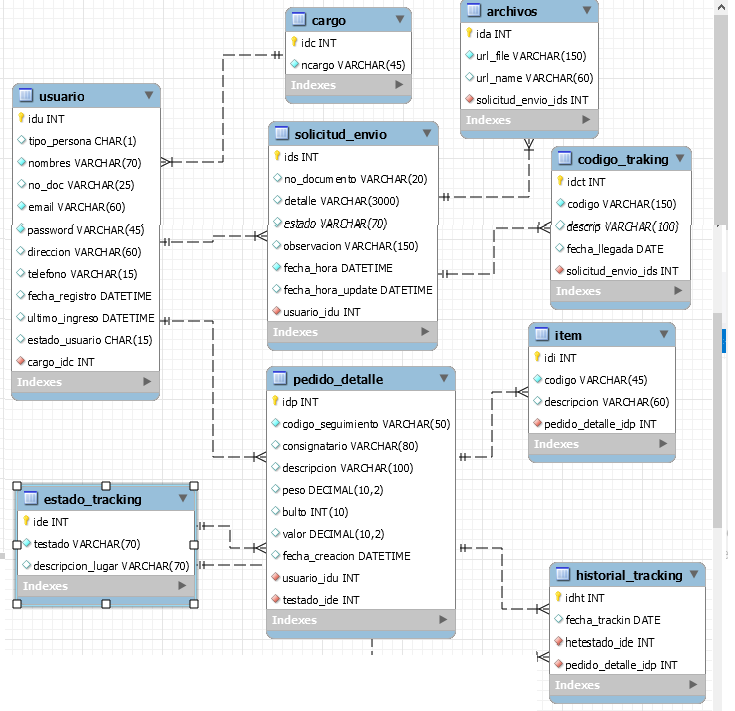 cargo
idc INT
ncargo VARCHAR(45)
Indexes
archivos
ida INT
url_file VARCHAR(150)
url_name VARCHAR(60)
solicitud_envio_ids INT
Indexes
usuario
idu INT
tipo_persona CHAR(1)
nombres VARCHAR(70)
no_doc VARCHAR(25)
email VARCHAR(60)
password VARCHAR(45)
direccion VARCHAR(60)
telefono VARCHAR(15)
fecha_registro DATETIME
ultimo_ingreso DATETIME
estado_usuario CHAR(15)
cargo_idc INT
Indexes
solicitud_envio
ids INT
no_documento VARCHAR(20)
detalle VARCHAR(3000)
estado VARCHAR(70)
observacion VARCHAR(150)
fecha_hora DATETIME
fecha_hora_update DATETIME
usuario_idu INT
Indexes
codigo_traking
idct INT
codigo VARCHAR(150)
descrip VARCHAR(100)
fecha_llegada DATE
solicitud_envio_ids INT
Indexes
item
idi INT
codigo VARCHAR(45)
descripcion VARCHAR(60)
pedido_detalle_idp INT
Indexes
pedido_detalle
idp INT
codigo_seguimiento VARCHAR(50)
consignatario VARCHAR(80)
descripcion VARCHAR(100)
peso DECIMAL(10,2)
bulto INT(10)
valor DECIMAL(10,2)
fecha_creacion DATETIME
usuario_idu INT
testado_ide INT
Indexes
estado_tracking
ide INT
testado VARCHAR(70)
descripcion_lugar VARCHAR(70)
Indexes
historial_tracking
idht INT
fecha_trackin DATE
hetestado_ide INT
pedido_detalle_idp INT
Indexes